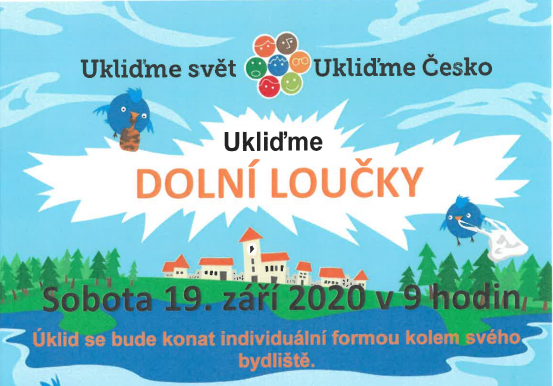 Ukliďme svět Ukliďme Česko
Ukliďme
DOLNÍ LOUČKY
Sobota 19. září 2020 v 9 hodin
Úklid se bude konat individuální formou kolem svého
bydliště.